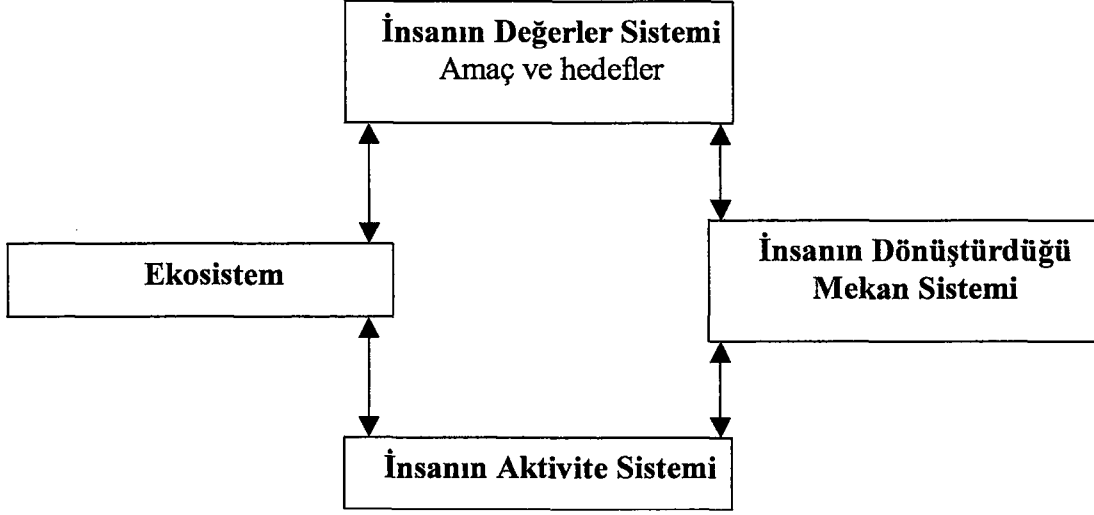 İnsanın Değerler Sistemi
Amaç ve hedefler
Ekosistem
İnsanın Dönüştürdüğü
Mekan Sistemi
İnsanın Aktivite Sistemi